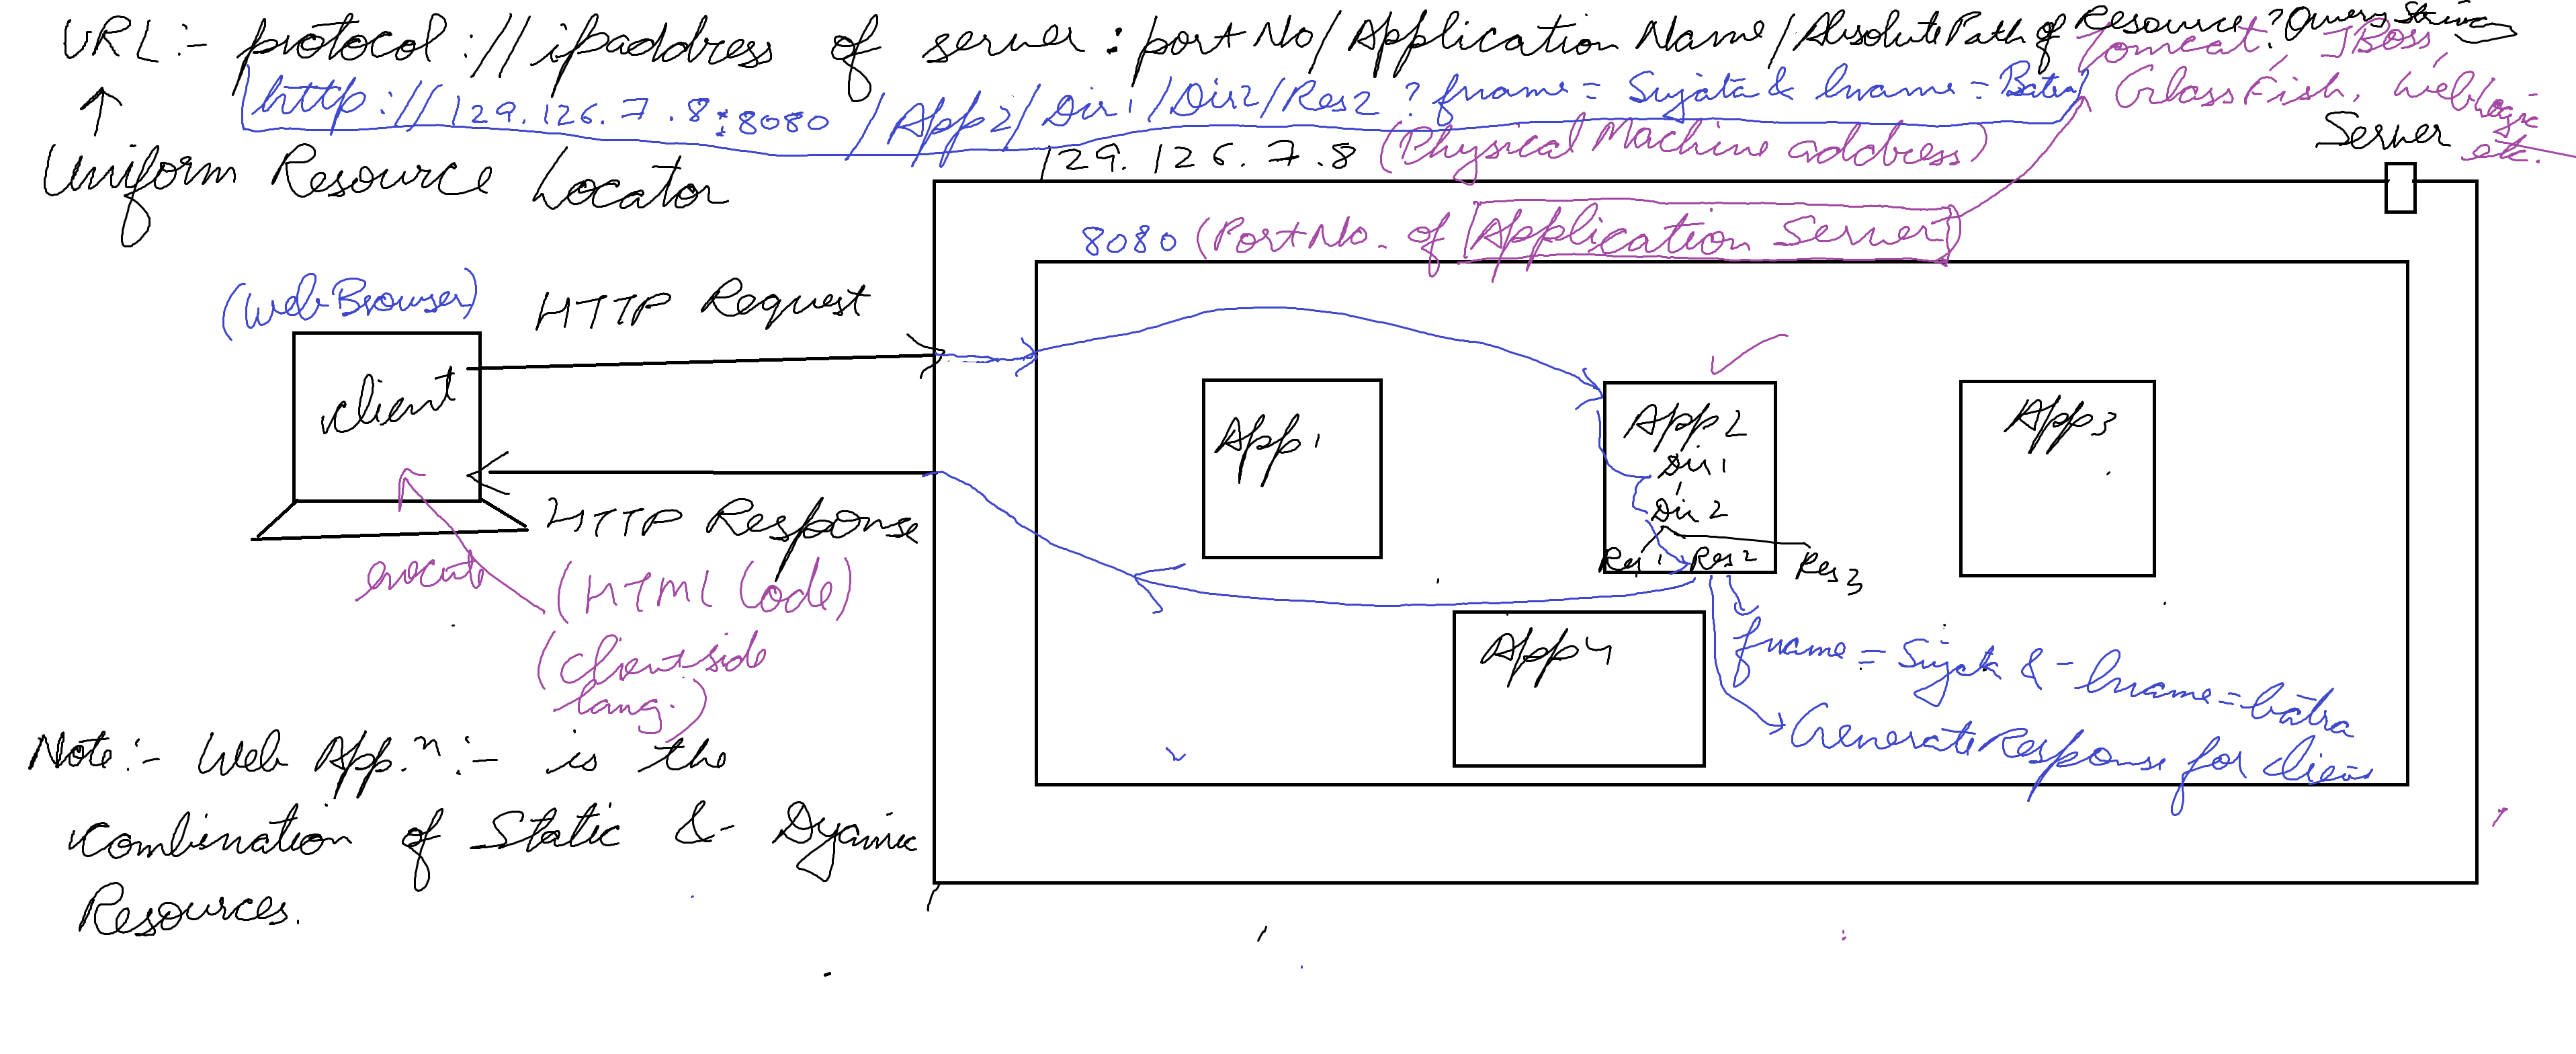 URL :- protocol :// ipaddress of server : port No / Application Name / Absolute Path of Resource ? Query String
http://129.126.7.8:8080/App2/Dir1/Dir2/Res2 ? fname = Sujata & lname = Batra
Tomcat, JBoss,
GlassFish, WebLogic
etc.
Uniform Resource Locator
129.126.7.8 (Physical Machine address)
Server
8080 (Port No. of Application Server)
(Web Browser)
HTTP Request
client
HTTP Response
execute
(HTML Code)
(Client side
lang.)
App1
App2
Dir1
Dir2
Res1 Res2 Res3
App3
App4
fname = Sujata & lname = batra
Generate Response for client
Note :- Web App.n :- is the
combination of Static & Dyamic
Resources.